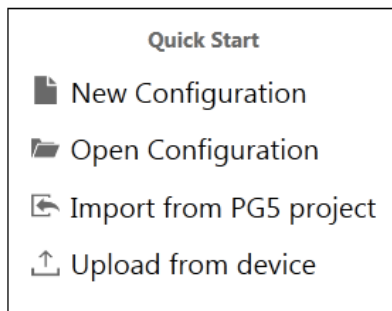 Quick Start
New Configuration
Open Configuration
Import from PG5 project
Upload from device